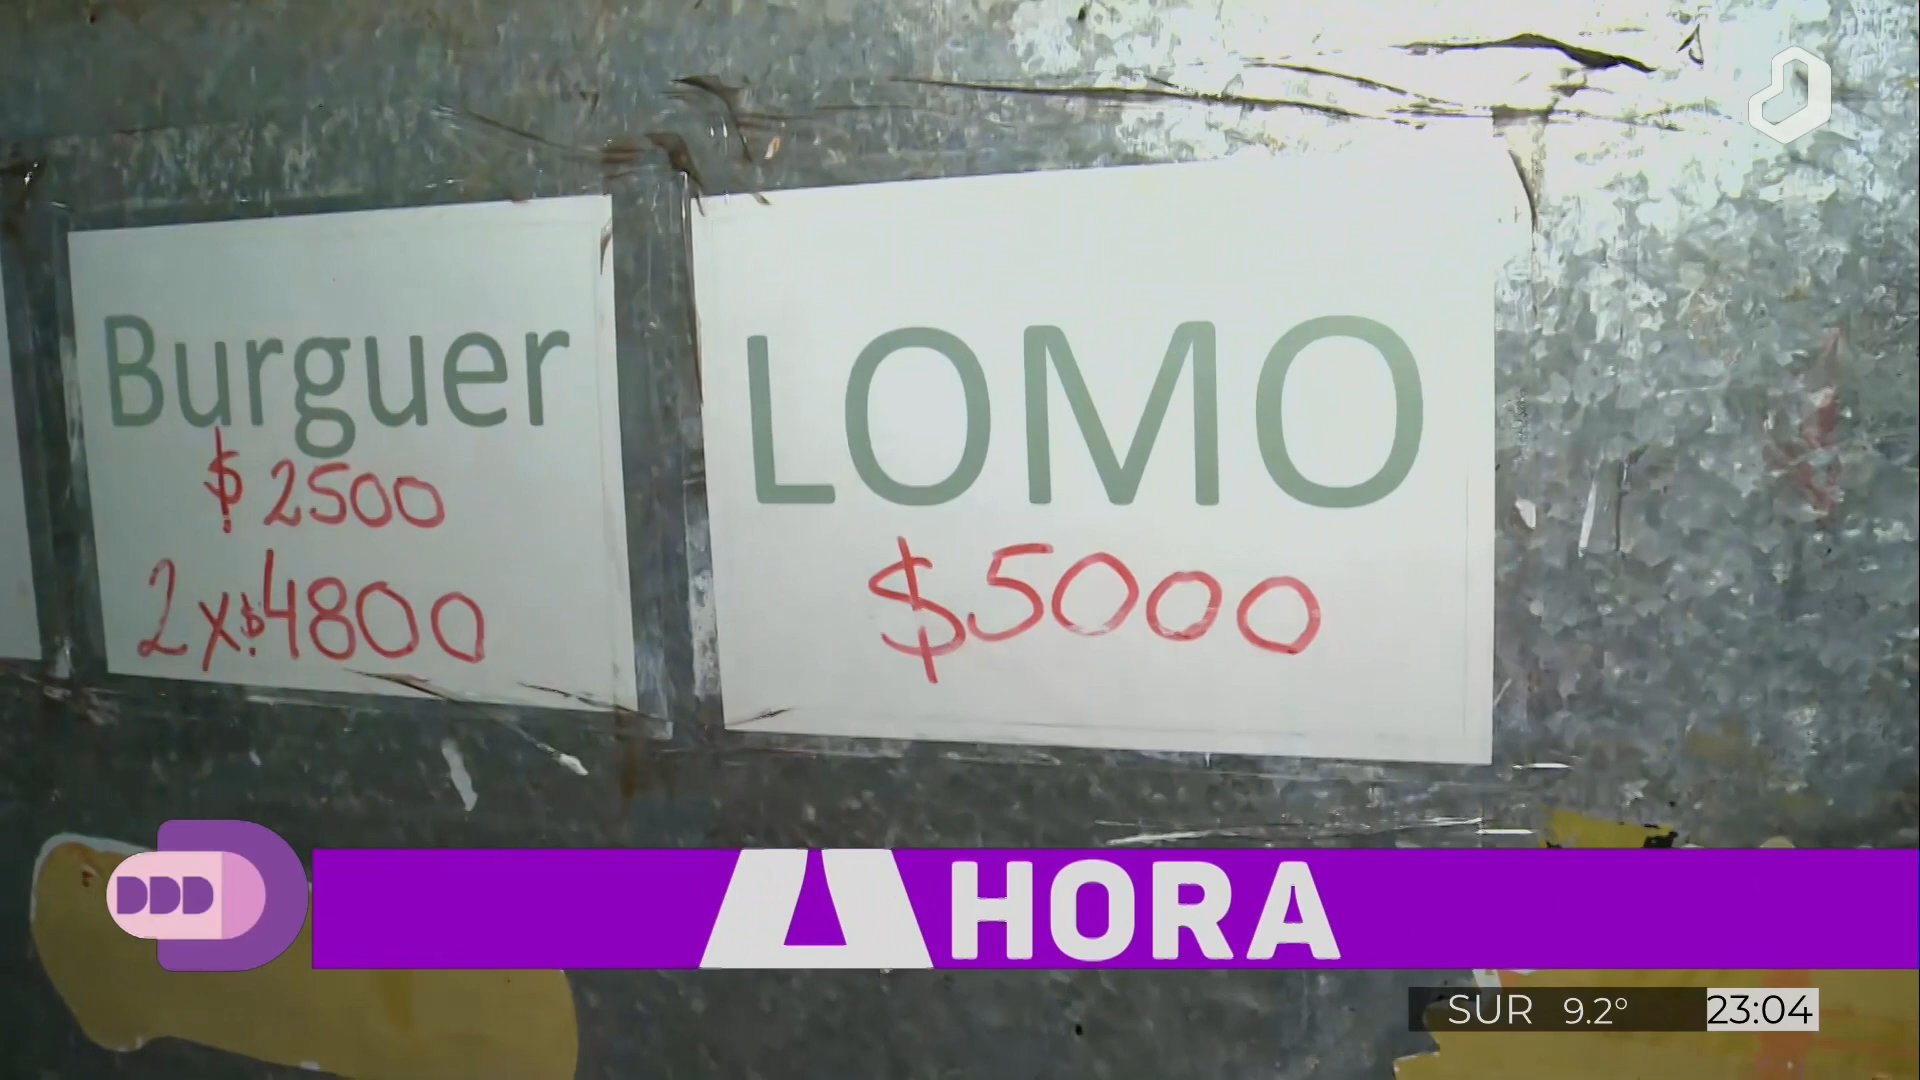 Burguer
$ 2500
2x$4800
LOMO
$5000
DDD
AHORA
SUR 9.2° 23:04